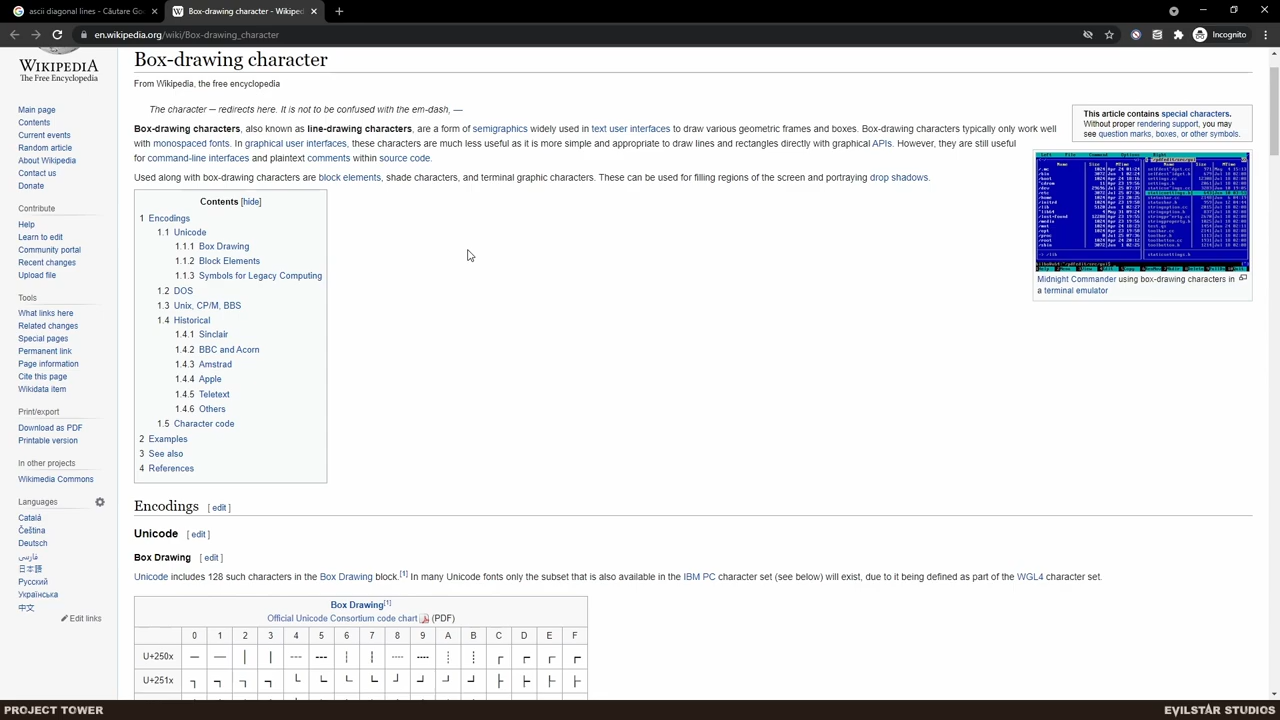 ascii diagonal lines - Căutare Go
Box-drawing character - Wikiped
en.wikipedia.org/wiki/Box-drawing_character
Incognito
WIKIPEDIA
The Free Encyclopedia
Main page
Contents
Current events
Random article
About Wikipedia
Contact us
Donate
Contribute
Help
Learn to edit
Community portal
Recent changes
Upload file
Tools
What links here
Related changes
Special pages
Permanent link
Page information
Cite this page
Wikidata item
Print/export
Download as PDF
Printable version
In other projects
Wikimedia Commons
Languages
Català
Čeština
Deutsch
فارسی
日本語
Русский
Українська
中文
Edit links
Box-drawing character
From Wikipedia, the free encyclopedia
The character ─ redirects here. It is not to be confused with the em-dash, —
This article contains special characters.
Without proper rendering support, you may
see question marks, boxes, or other symbols.
Box-drawing characters, also known as line-drawing characters, are a form of semigraphics widely used in text user interfaces to draw various geometric frames and boxes. Box-drawing characters typically only work well
with monospaced fonts. In graphical user interfaces, these characters are much less useful as it is more simple and appropriate to draw lines and rectangles directly with graphical APIs. However, they are still useful
for command-line interfaces and plaintext comments within source code.
Used along with box-drawing characters are block elements, shade characters, and terminal graphic characters. These can be used for filling regions of the screen and portraying drop shadows.
Midnight Commander using box-drawing characters in
a terminal emulator
Contents [hide]
1 Encodings
1.1 Unicode
1.1.1 Box Drawing
1.1.2 Block Elements
1.1.3 Symbols for Legacy Computing
1.2 DOS
1.3 Unix, CP/M, BBS
1.4 Historical
1.4.1 Sinclair
1.4.2 BBC and Acorn
1.4.3 Amstrad
1.4.4 Apple
1.4.5 Teletext
1.4.6 Others
1.5 Character code
2 Examples
3 See also
4 References
Encodings [ edit ]
Unicode [ edit ]
Box Drawing [ edit ]
Unicode includes 128 such characters in the Box Drawing block.[1] In many Unicode fonts only the subset that is also available in the IBM PC character set (see below) will exist, due to it being defined as part of the WGL4 character set.
Box Drawing[1]
Official Unicode Consortium code chart (PDF)
0 1 2 3 4 5 6 7 8 9 A B C D E F
U+250x ─ ━ │ ┃ ┄ ┅ ┆ ┇ ┈ ┉ ┊ ┋ ┌ ┍ ┎ ┏
U+251x ┐ ┑ ┒ ┓ └ ┕ ┖ ┗ ┘ ┙ ┚ ┛ ├ ┝ ┞ ┟
PROJECT TOWER
EVILSTAR STUDIOS